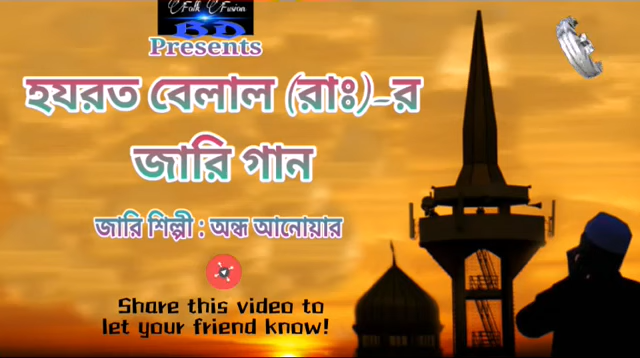 Folk Fusion
BD
Presents
হযরত বেলাল (রাঃ)-র
জারি গান
জারি শিল্পী : অন্ধ আনোয়ার
Share this video to
let your friend know!